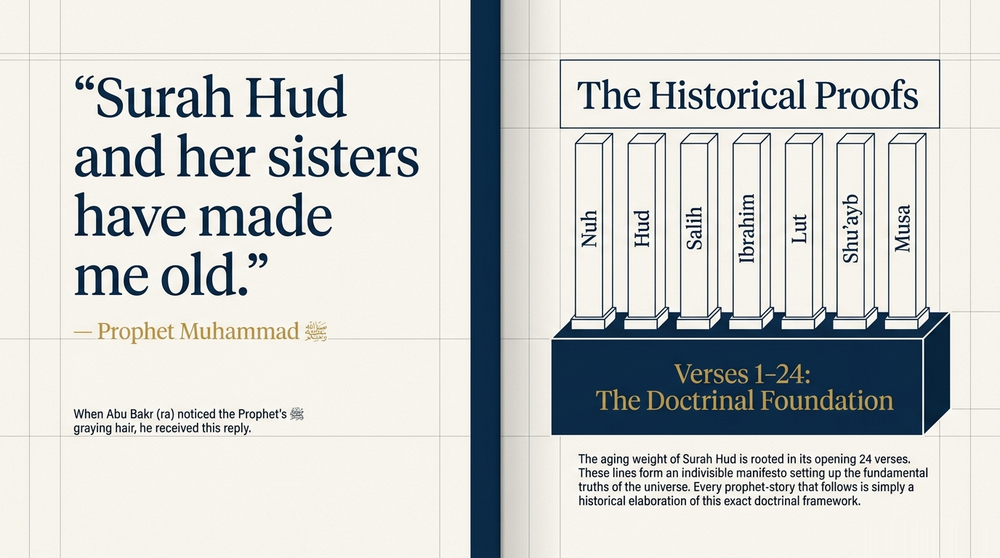 “Surah Hud
and her sisters
have made
me old.”
— Prophet Muhammad ﷺ
When Abu Bakr (ra) noticed the Prophet’s ﷺ
graying hair, he received this reply.
The Historical Proofs
Nuh
Hud
Salih
Ibrahim
Lut
Shu’ayb
Musa
Verses 1–24:
The Doctrinal Foundation
The aging weight of Surah Hud is rooted in its opening 24 verses.
These lines form an indivisible manifesto setting up the fundamental
truths of the universe. Every prophet-story that follows is simply a
historical elaboration of this exact doctrinal framework.